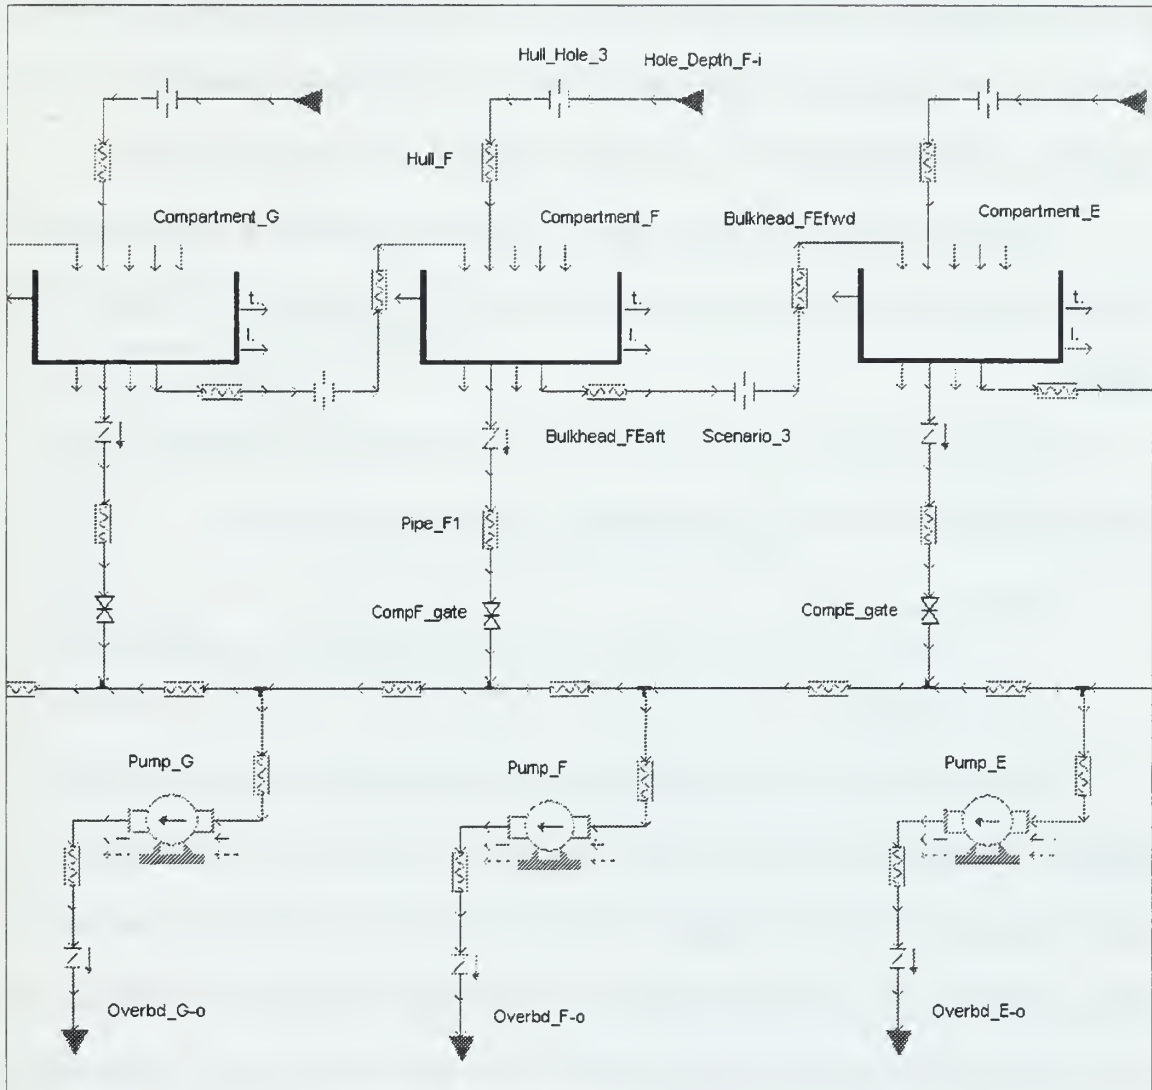 Hull_Hole_3
Hole_Depth_F-i
Hull_F
Compartment_G
Compartment_F
Bulkhead_FEfwd
Compartment_E
t.
t.
t.
l.
l.
l.
Bulkhead_FEaft
Scenario_3
Pipe_F1
CompF_gate
CompE_gate
Pump_G
Pump_F
Pump_E
Overbd_G-o
Overbd_F-o
Overbd_E-o